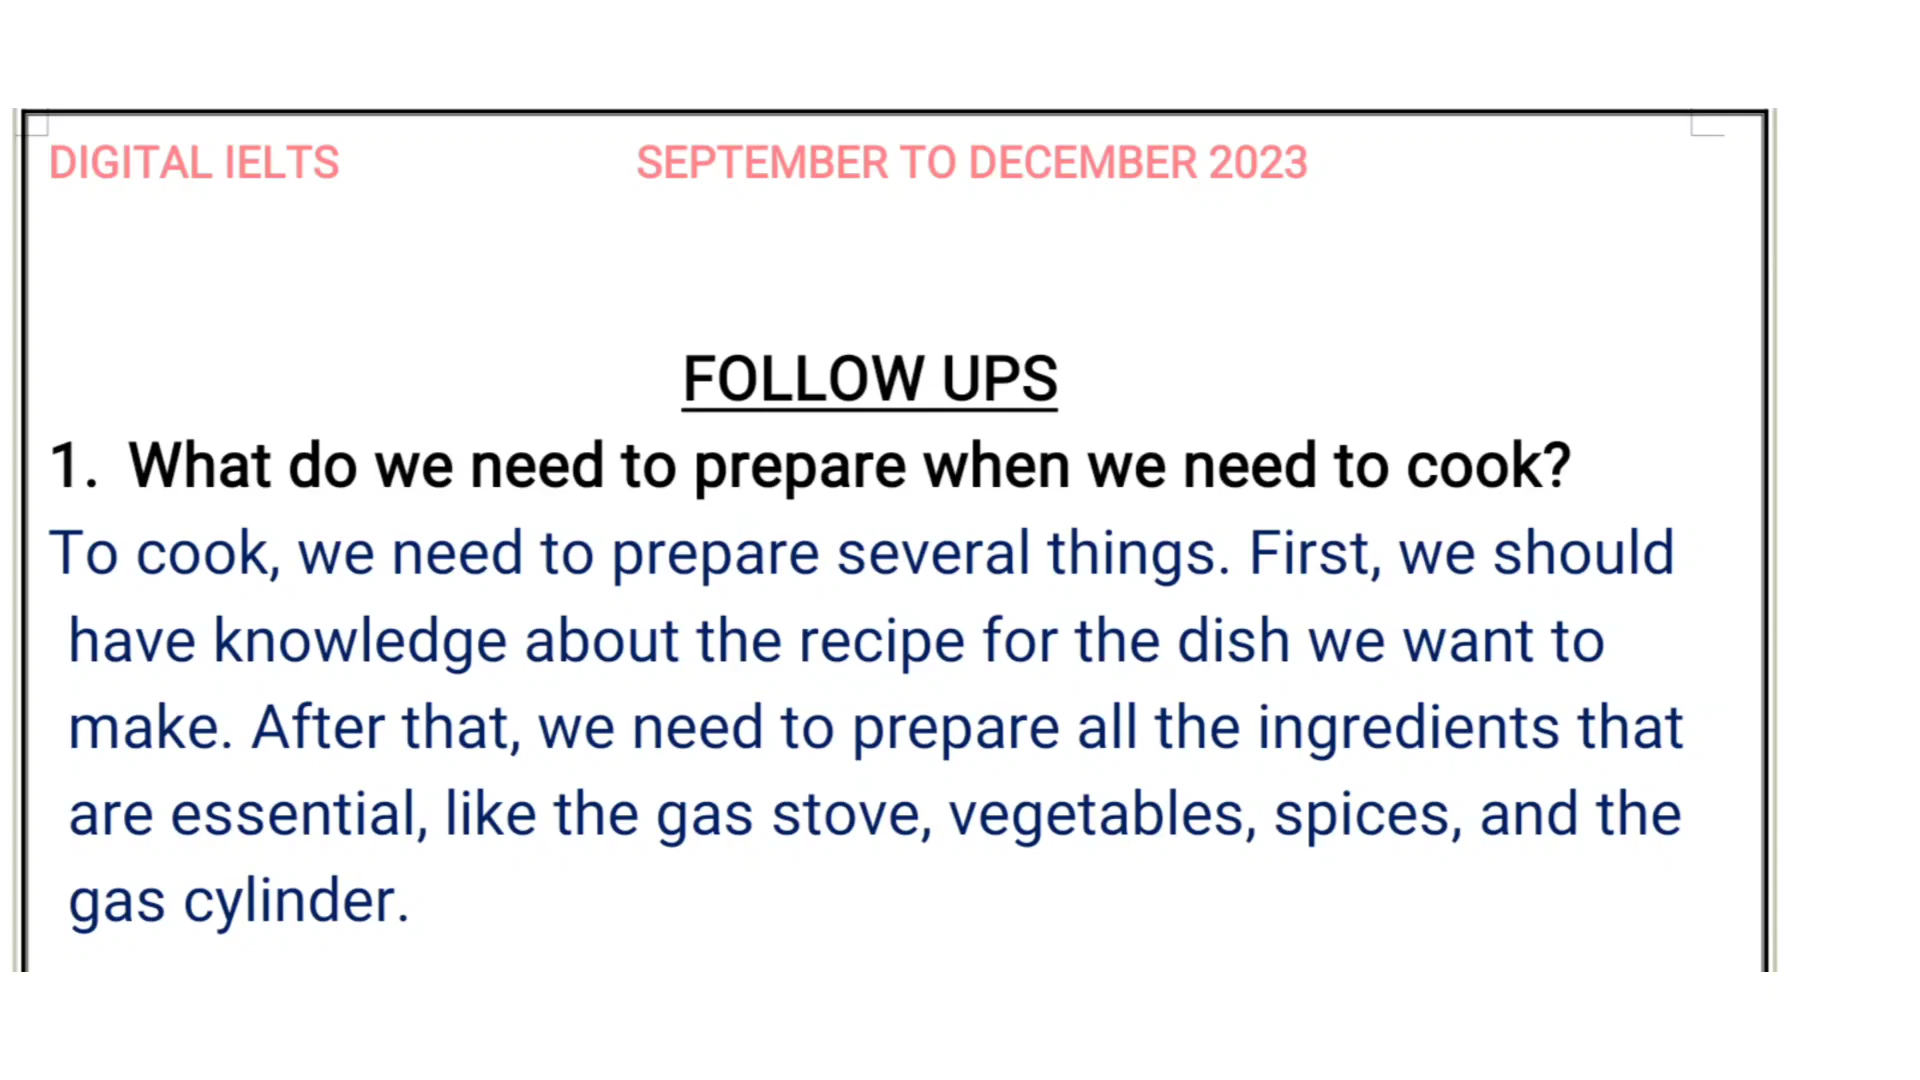 DIGITAL IELTS SEPTEMBER TO DECEMBER 2023
FOLLOW UPS
1. What do we need to prepare when we need to cook?
To cook, we need to prepare several things. First, we should
have knowledge about the recipe for the dish we want to
make. After that, we need to prepare all the ingredients that
are essential, like the gas stove, vegetables, spices, and the
gas cylinder.